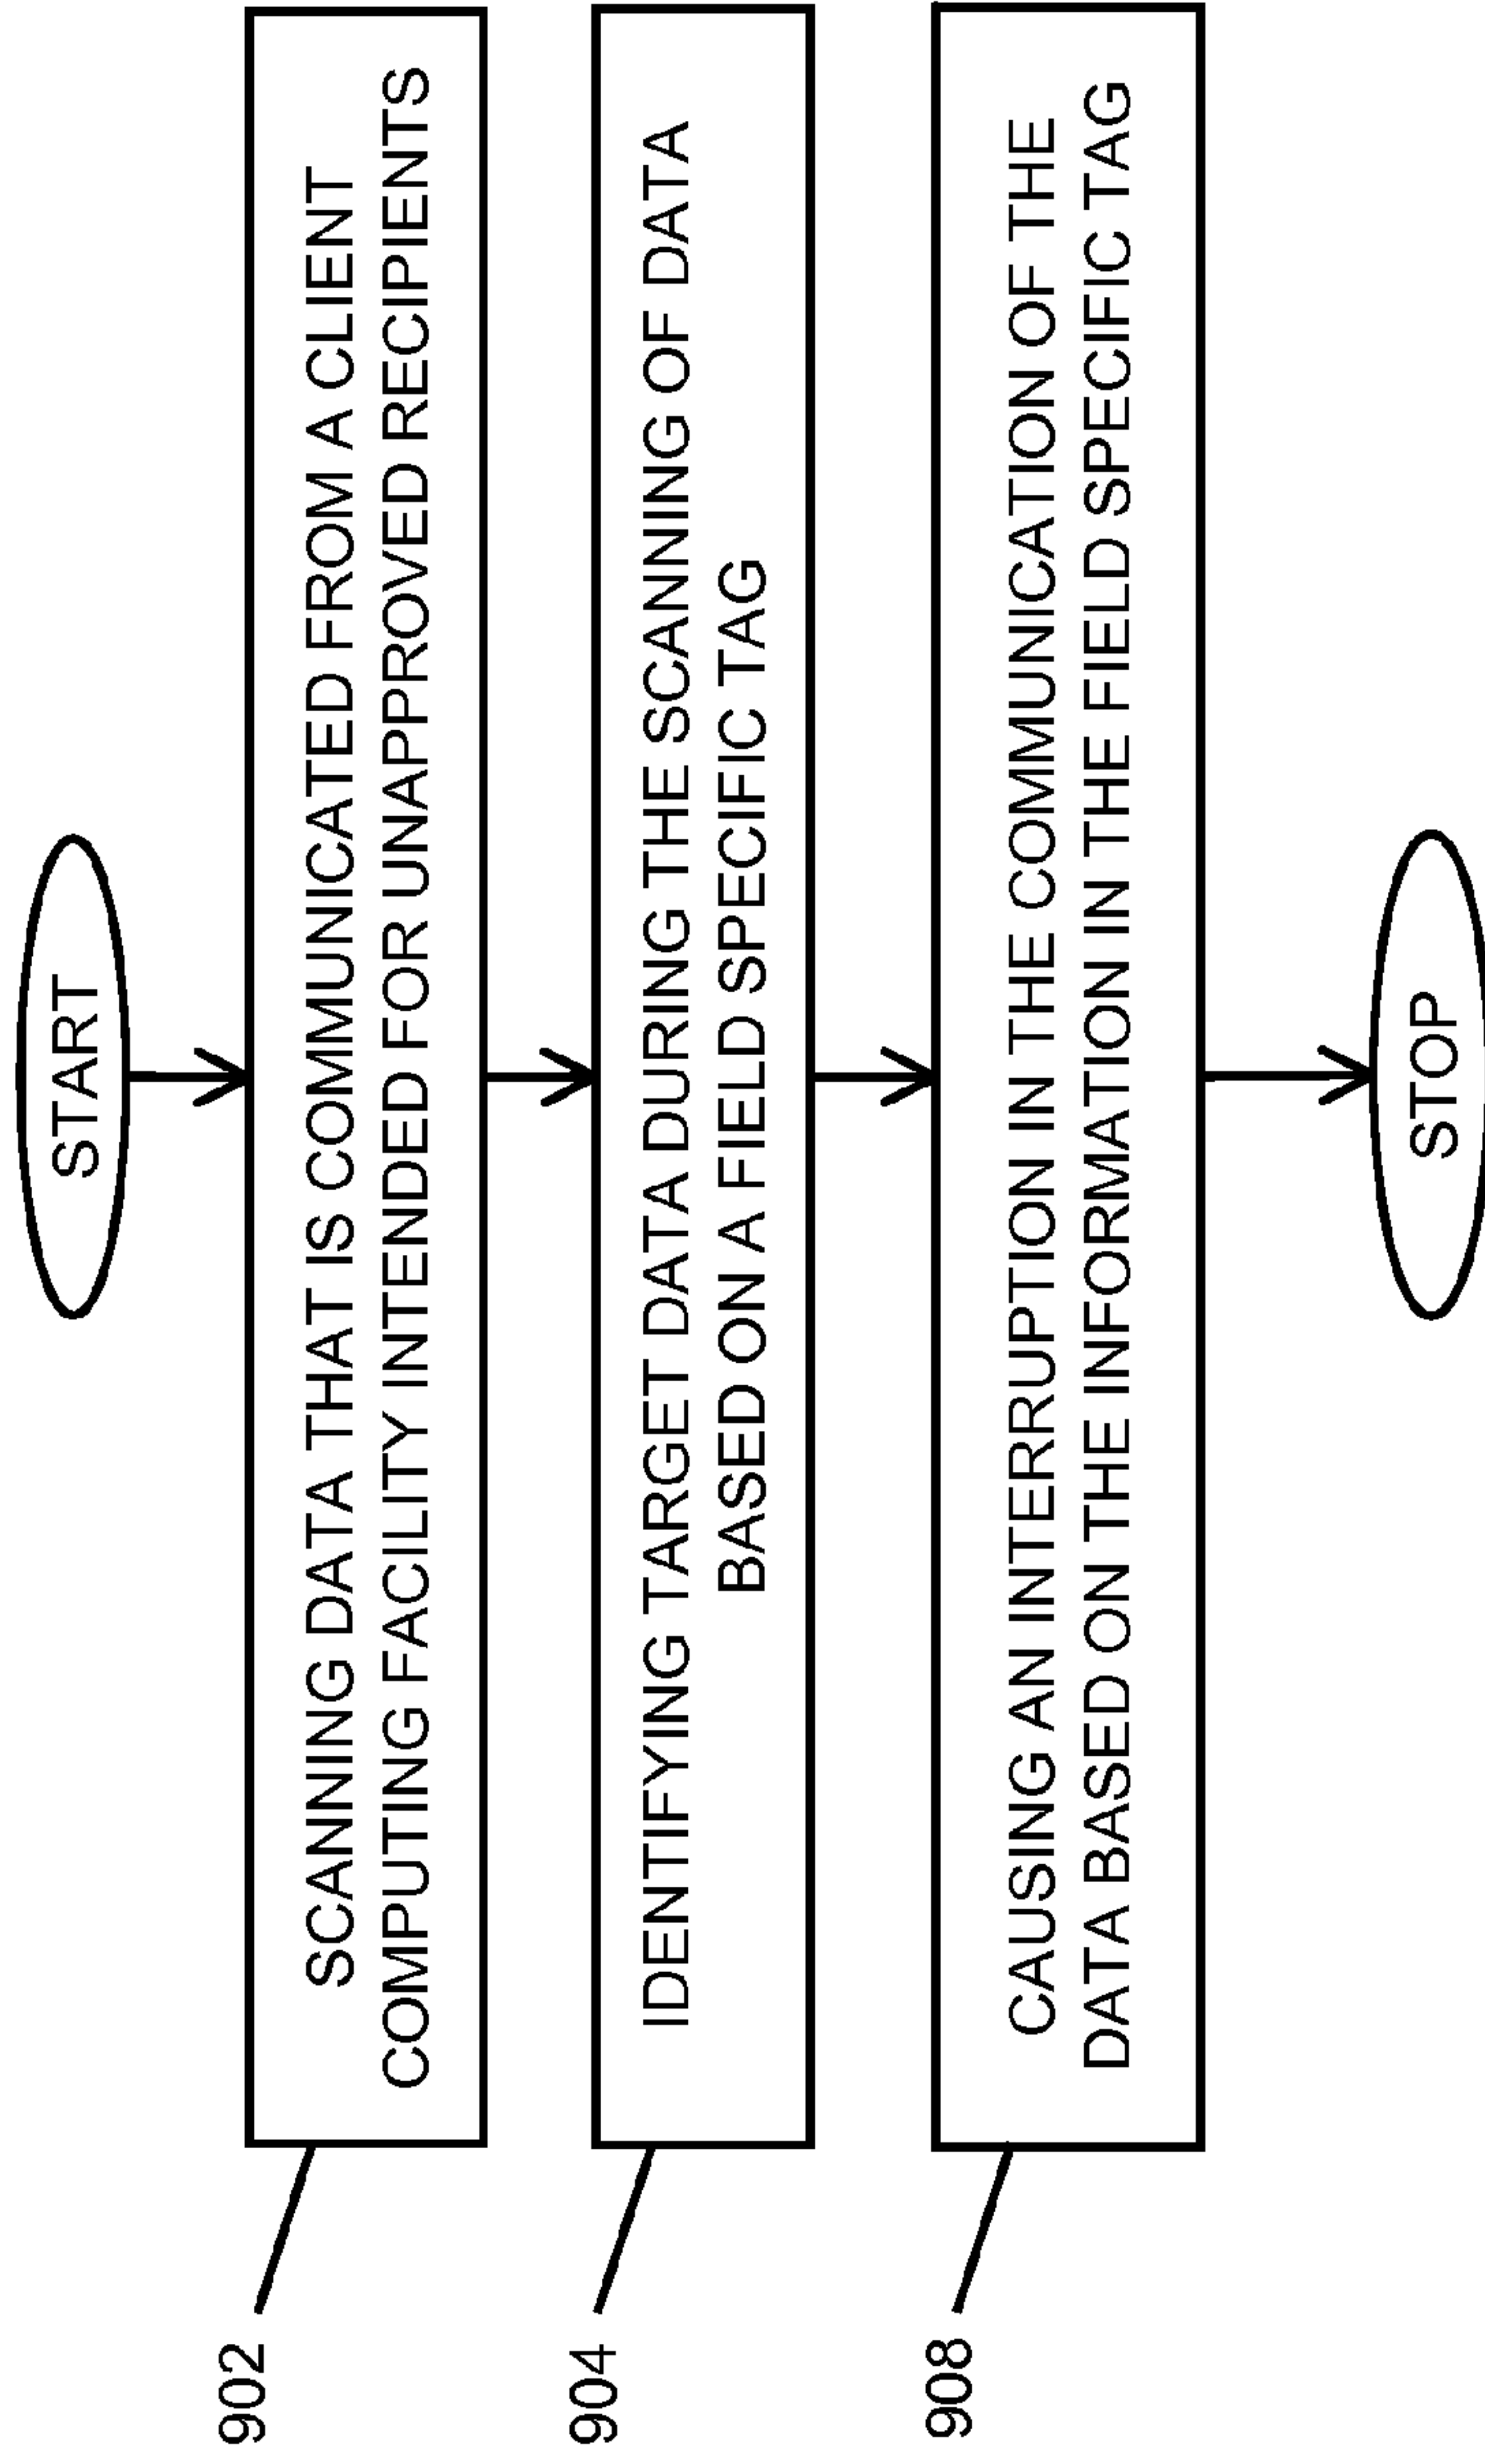 START
902
SCANNING DATA THAT IS COMMUNICATED FROM A CLIENT
COMPUTING FACILITY INTENDED FOR UNAPPROVED RECIPIENTS
904
IDENTIFYING TARGET DATA DURING THE SCANNING OF DATA
BASED ON A FIELD SPECIFIC TAG
908
CAUSING AN INTERRUPTION IN THE COMMUNICATION OF THE
DATA BASED ON THE INFORMATION IN THE FIELD SPECIFIC TAG
STOP